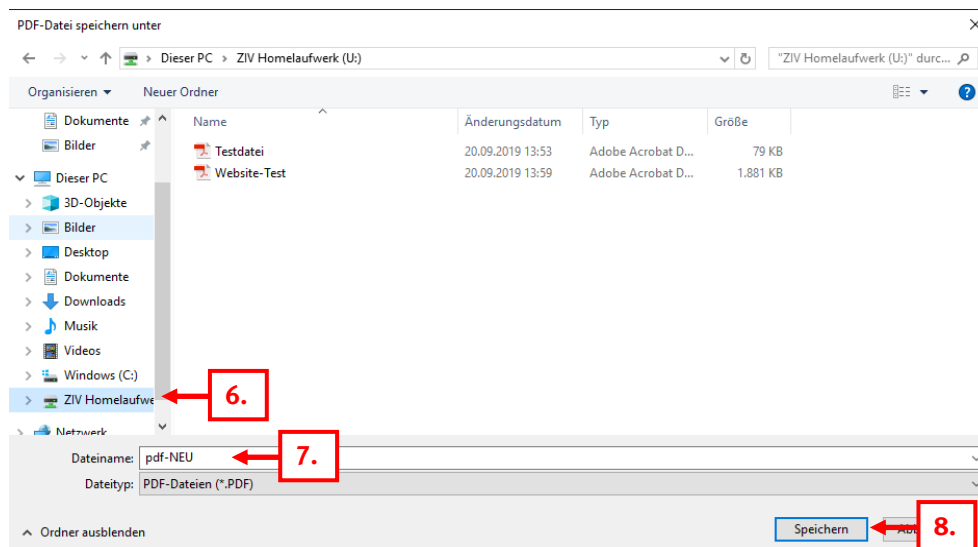 PDF-Datei speichern unter
Dieser PC > ZIV Homelaufwerk (U:)
"ZIV Homelaufwerk (U:)" durc...
Organisieren Neuer Ordner
Name Änderungsdatum Typ Größe
Dokumente
Bilder
Dieser PC
3D-Objekte
Bilder
Desktop
Dokumente
Downloads
Musik
Videos
Windows (C:)
ZIV Homelaufwe
Netzwerk
Testdatei 20.09.2019 13:53 Adobe Acrobat D... 79 KB
Website-Test 20.09.2019 13:59 Adobe Acrobat D... 1.881 KB
6.
Dateiname: pdf-NEU
7.
Dateityp: PDF-Dateien (*.PDF)
Ordner ausblenden
Speichern
8.